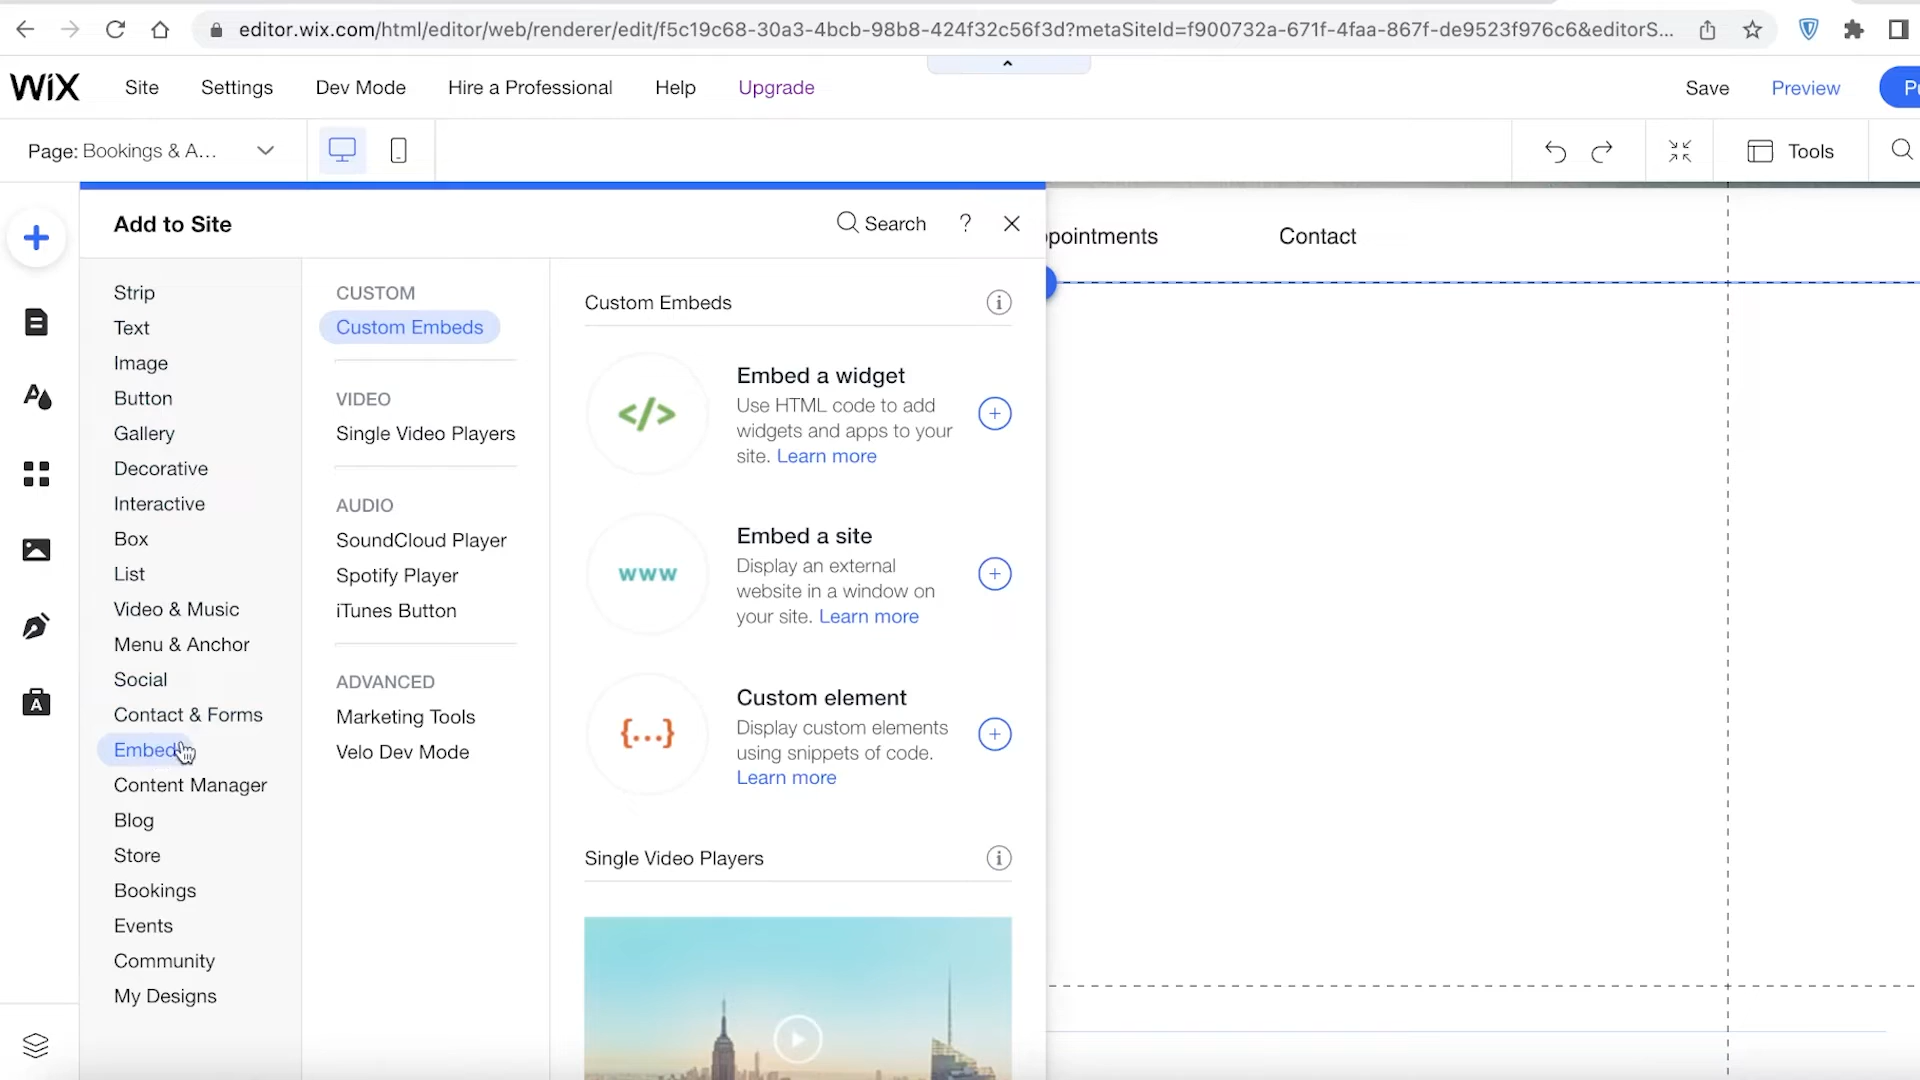 editor.wix.com/html/editor/web/renderer/edit/f5c19c68-30a3-4bcb-98b8-424f32c56f3d?metaSiteId=f900732a-671f-4faa-867f-de9523f976c6&editorS...
WiX Site Settings Dev Mode Hire a Professional Help Upgrade Save Preview Pu
Page: Bookings & A... Tools
Add to Site Search ?
ppointments Contact
Strip
Text
Image
Button
Gallery
Decorative
Interactive
Box
List
Video & Music
Menu & Anchor
Social
Contact & Forms
Embed
Content Manager
Blog
Store
Bookings
Events
Community
My Designs
CUSTOM
Custom Embeds
VIDEO
Single Video Players
AUDIO
SoundCloud Player
Spotify Player
iTunes Button
ADVANCED
Marketing Tools
Velo Dev Mode
Custom Embeds
</>
Embed a widget
Use HTML code to add
widgets and apps to your
site. Learn more
www
Embed a site
Display an external
website in a window on
your site. Learn more
{...}
Custom element
Display custom elements
using snippets of code.
Learn more
Single Video Players
A